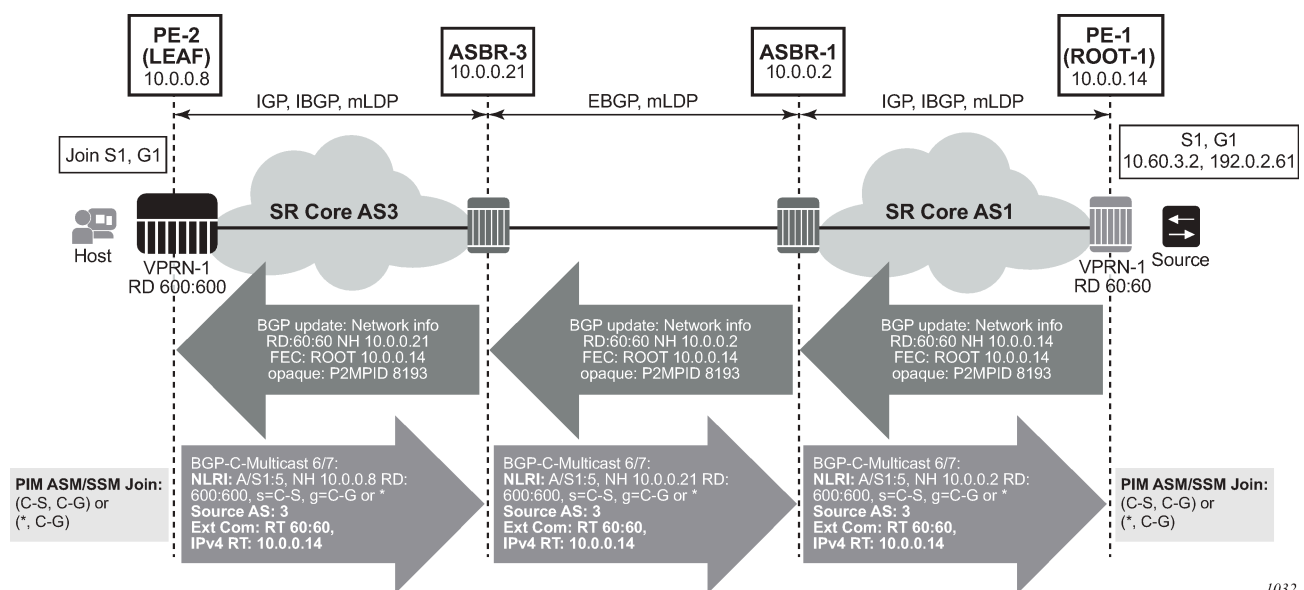 PE-2
(LEAF)
10.0.0.8
ASBR-3
10.0.0.21
ASBR-1
10.0.0.2
PE-1
(ROOT-1)
10.0.0.14
IGP, IBGP, mLDP
EBGP, mLDP
IGP, IBGP, mLDP
Join S1, G1
S1, G1
10.60.3.2, 192.0.2.61
SR Core AS3
SR Core AS1
Host
VPRN-1
RD 600:600
VPRN-1
RD 60:60
Source
BGP update: Network info
RD:60:60 NH 10.0.0.21
FEC: ROOT 10.0.0.14
opaque: P2MPID 8193
BGP update: Network info
RD:60:60 NH 10.0.0.2
FEC: ROOT 10.0.0.14
opaque: P2MPID 8193
BGP update: Network info
RD:60:60 NH 10.0.0.14
FEC: ROOT 10.0.0.14
opaque: P2MPID 8193
PIM ASM/SSM Join:
(C-S, C-G) or
(*, C-G)
BGP-C-Multicast 6/7:
NLRI: A/S1:5, NH 10.0.0.8 RD:
600:600, s=C-S, g=C-G or *
Source AS: 3
Ext Com: RT 60:60,
IPv4 RT: 10.0.0.14
BGP-C-Multicast 6/7:
NLRI: A/S1:5, NH 10.0.0.21 RD:
600:600, s=C-S, g=C-G or *
Source AS: 3
Ext Com: RT 60:60,
IPv4 RT: 10.0.0.14
BGP-C-Multicast 6/7:
NLRI: A/S1:5, NH 10.0.0.2 RD:
600:600, s=C-S, g=C-G or *
Source AS: 3
Ext Com: RT 60:60,
IPv4 RT: 10.0.0.14
PIM ASM/SSM Join:
(C-S, C-G) or
(*, C-G)
1032